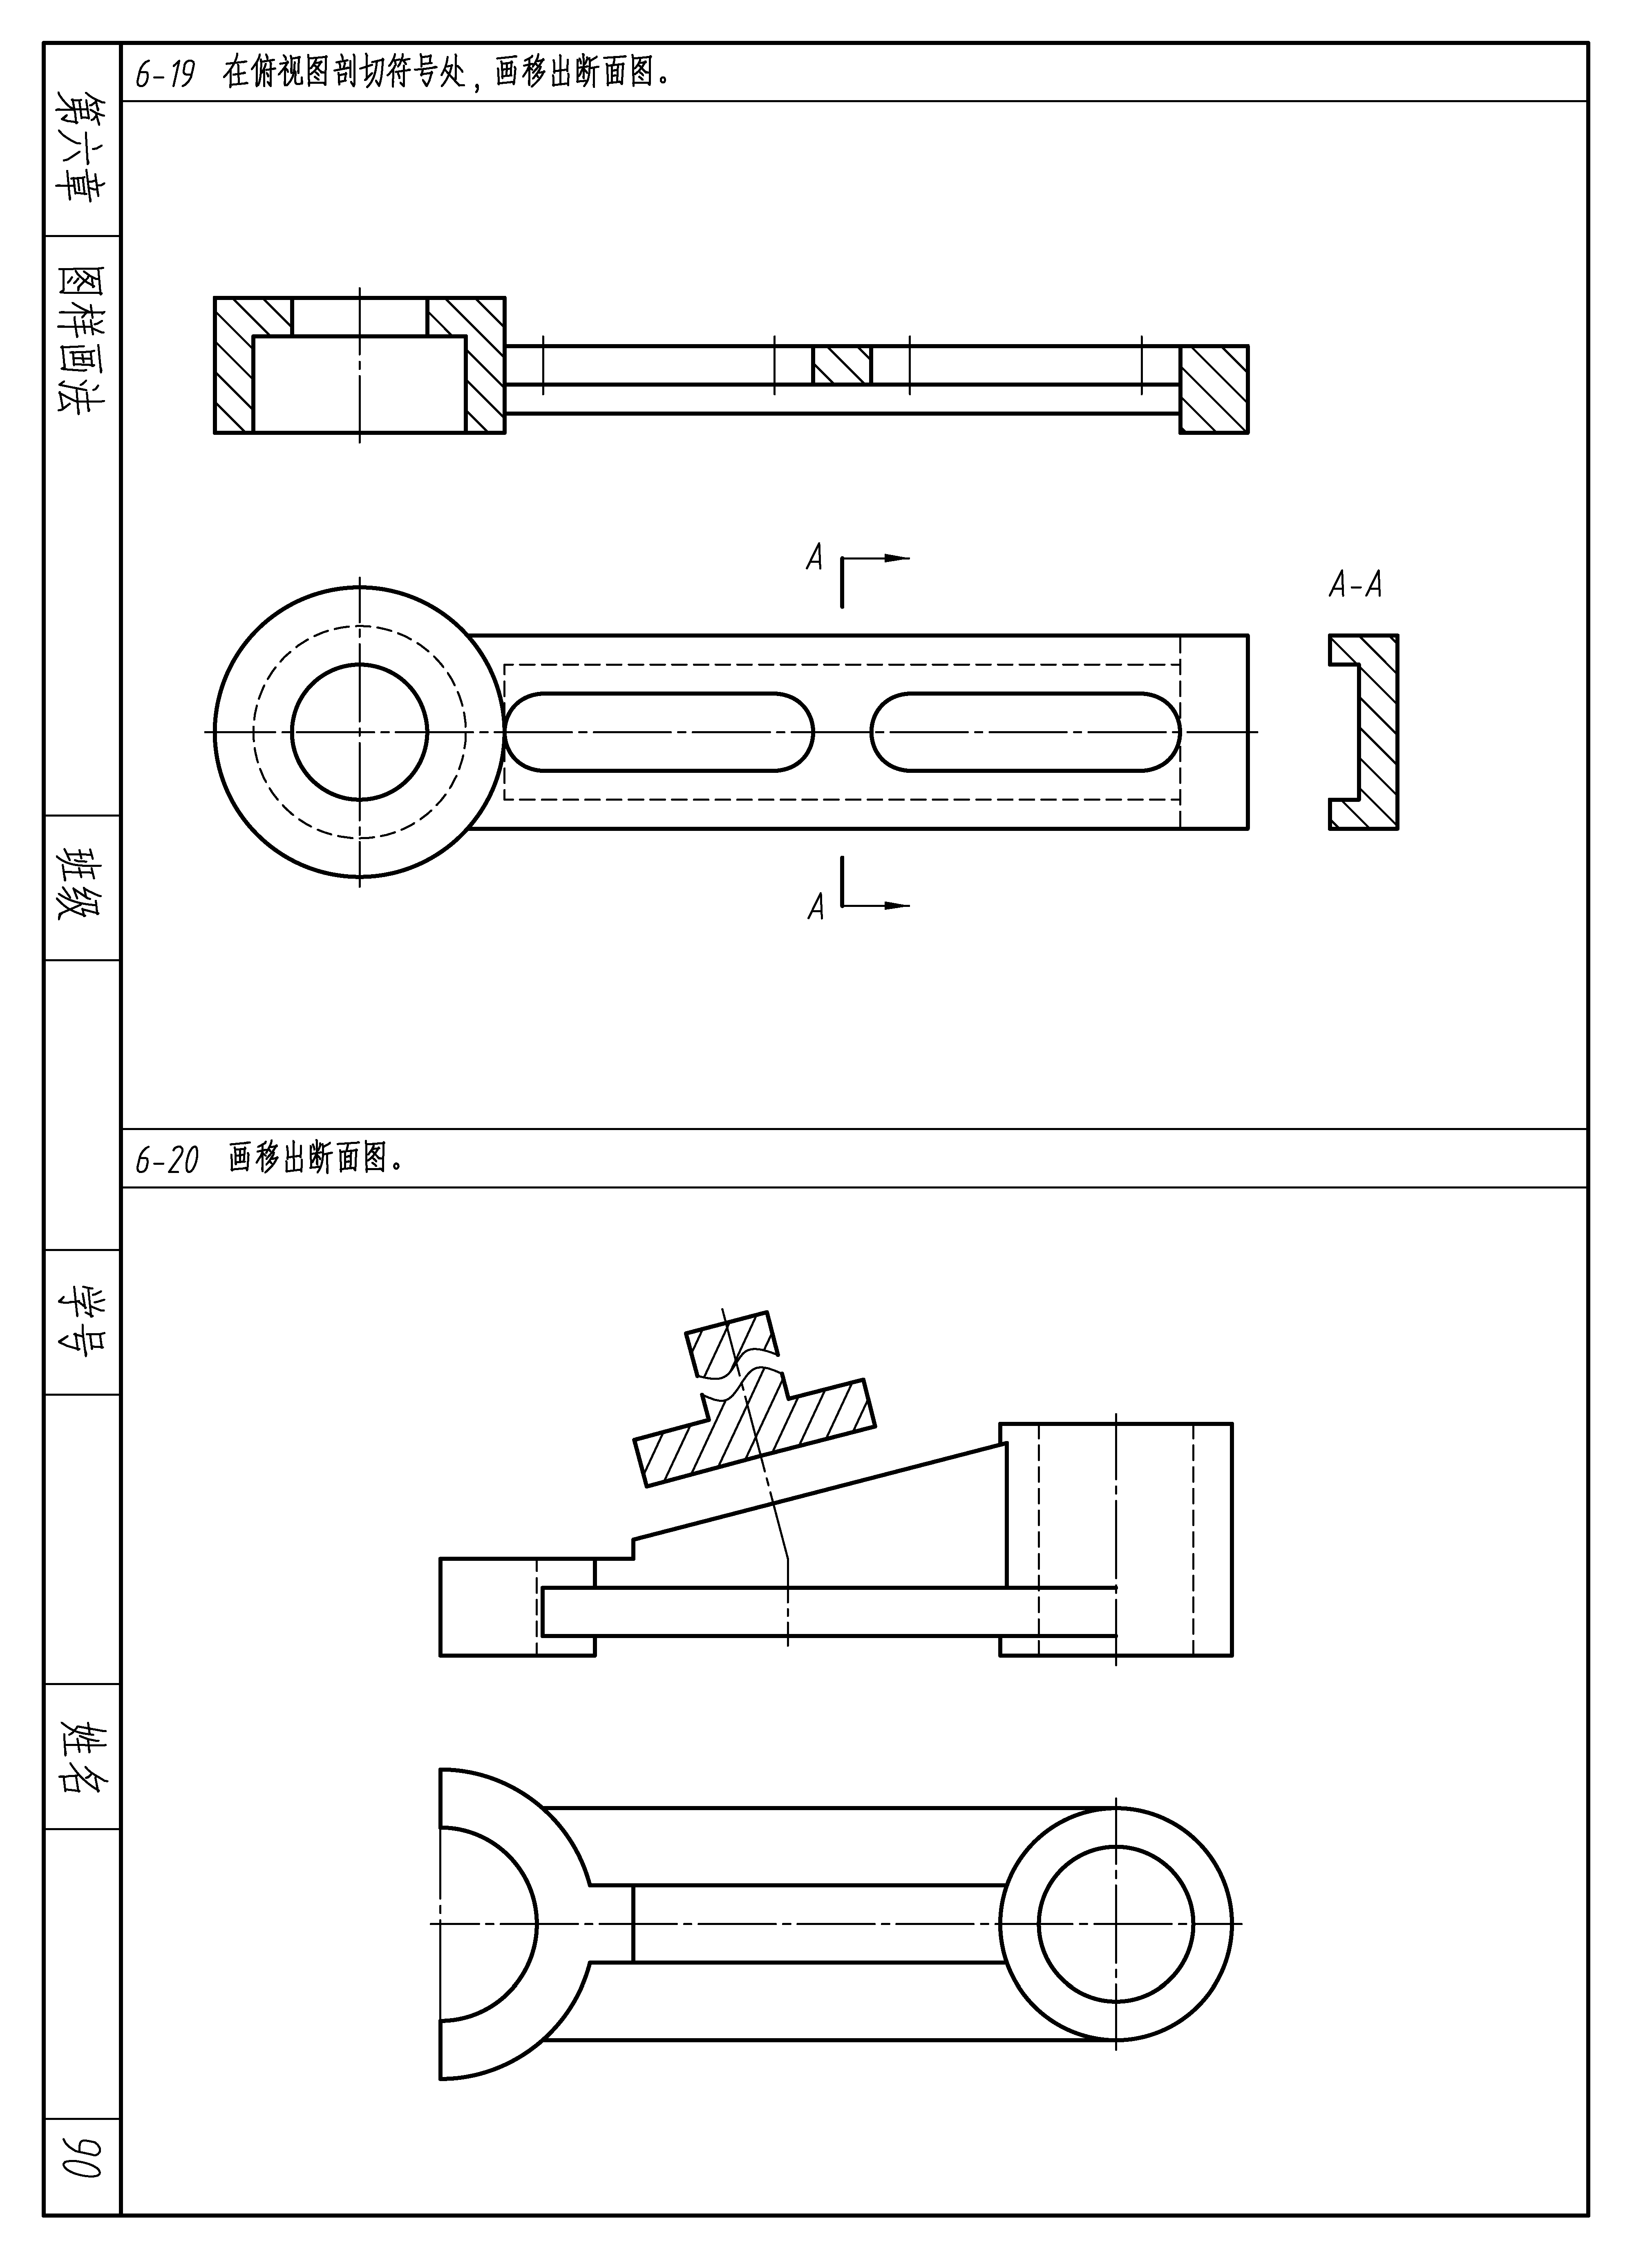 6-19 在俯视图剖切符号处，画移出断面图。
A
A-A
A
6-20 画移出断面图。
第六章
图样画法
班级
学号
姓名
90